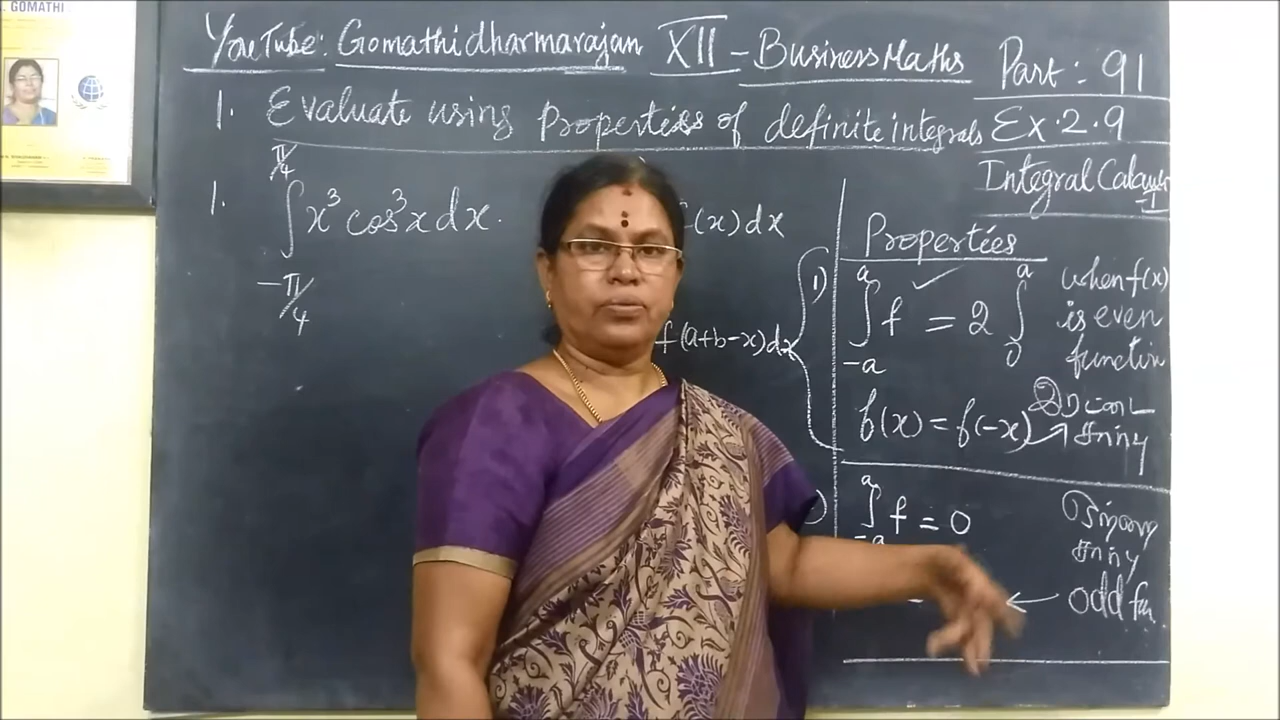 . GOMATHI .
YouTube: Gomathidharmarajan XII - Business Maths Part: 91
1. Evaluate using Properties of definite integrals Ex.2.9
Integral Calculus
-I
1. ∫ x³ cos³x dx.
π/4
-π/4
f(x)dx
f(a+b-x)dx
Properties
1) ∫ f = 2 ∫ when f(x)
a a
-a 0
is even
function
f(x) = f(-x) இரட்டை
சார்பு
) ∫ f = 0
a
-a
odd fun.